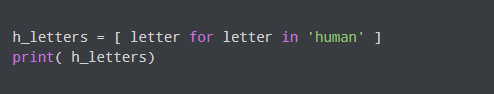 h_letters = [ letter for letter in 'human' ]
print( h_letters)